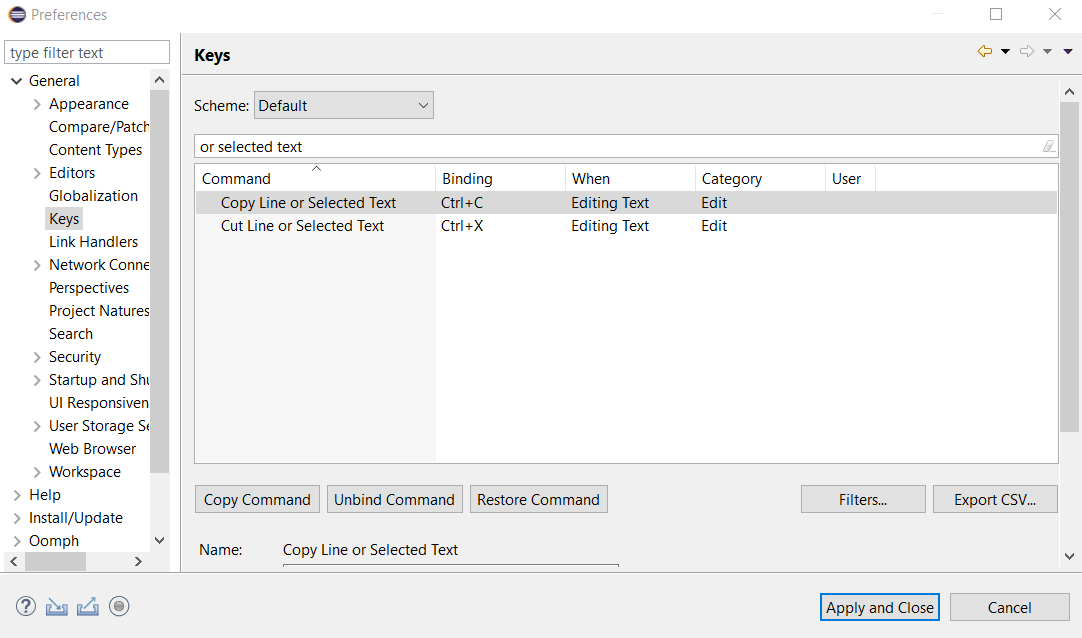 Preferences
type filter text
General
Appearance
Compare/Patch
Content Types
Editors
Globalization
Keys
Link Handlers
Network Conne
Perspectives
Project Natures
Search
Security
Startup and Shu
UI Responsiven
User Storage Se
Web Browser
Workspace
Help
Install/Update
Oomph
Keys
Scheme: Default
or selected text
Command Binding When Category User
Copy Line or Selected Text Ctrl+C Editing Text Edit
Cut Line or Selected Text Ctrl+X Editing Text Edit
Copy Command Unbind Command Restore Command Filters... Export CSV...
Name: Copy Line or Selected Text
? Apply and Close Cancel